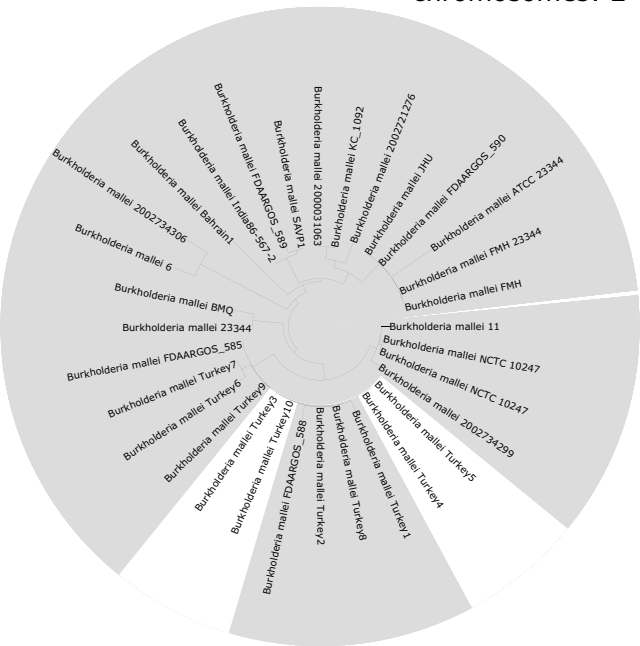 Burkholderia mallei 2000031063
Burkholderia mallei KC_1092
Burkholderia mallei 2002721276
Burkholderia mallei JHU
Burkholderia mallei FDAARGOS_590
Burkholderia mallei ATCC 23344
Burkholderia mallei FMH 23344
Burkholderia mallei FMH
Burkholderia mallei 11
Burkholderia mallei NCTC 10247
Burkholderia mallei NCTC 10247
Burkholderia mallei 2002734299
Burkholderia mallei Turkey5
Burkholderia mallei Turkey4
Burkholderia mallei Turkey1
Burkholderia mallei Turkey8
Burkholderia mallei Turkey2
Burkholderia mallei FDAARGOS_588
Burkholderia mallei Turkey10
Burkholderia mallei Turkey3
Burkholderia mallei Turkey9
Burkholderia mallei Turkey6
Burkholderia mallei Turkey7
Burkholderia mallei FDAARGOS_585
Burkholderia mallei 23344
Burkholderia mallei BMQ
Burkholderia mallei 6
Burkholderia mallei 2002734306
Burkholderia mallei Bahrain1
Burkholderia mallei India86-567-2
Burkholderia mallei FDAARGOS_589
Burkholderia mallei SAVP1